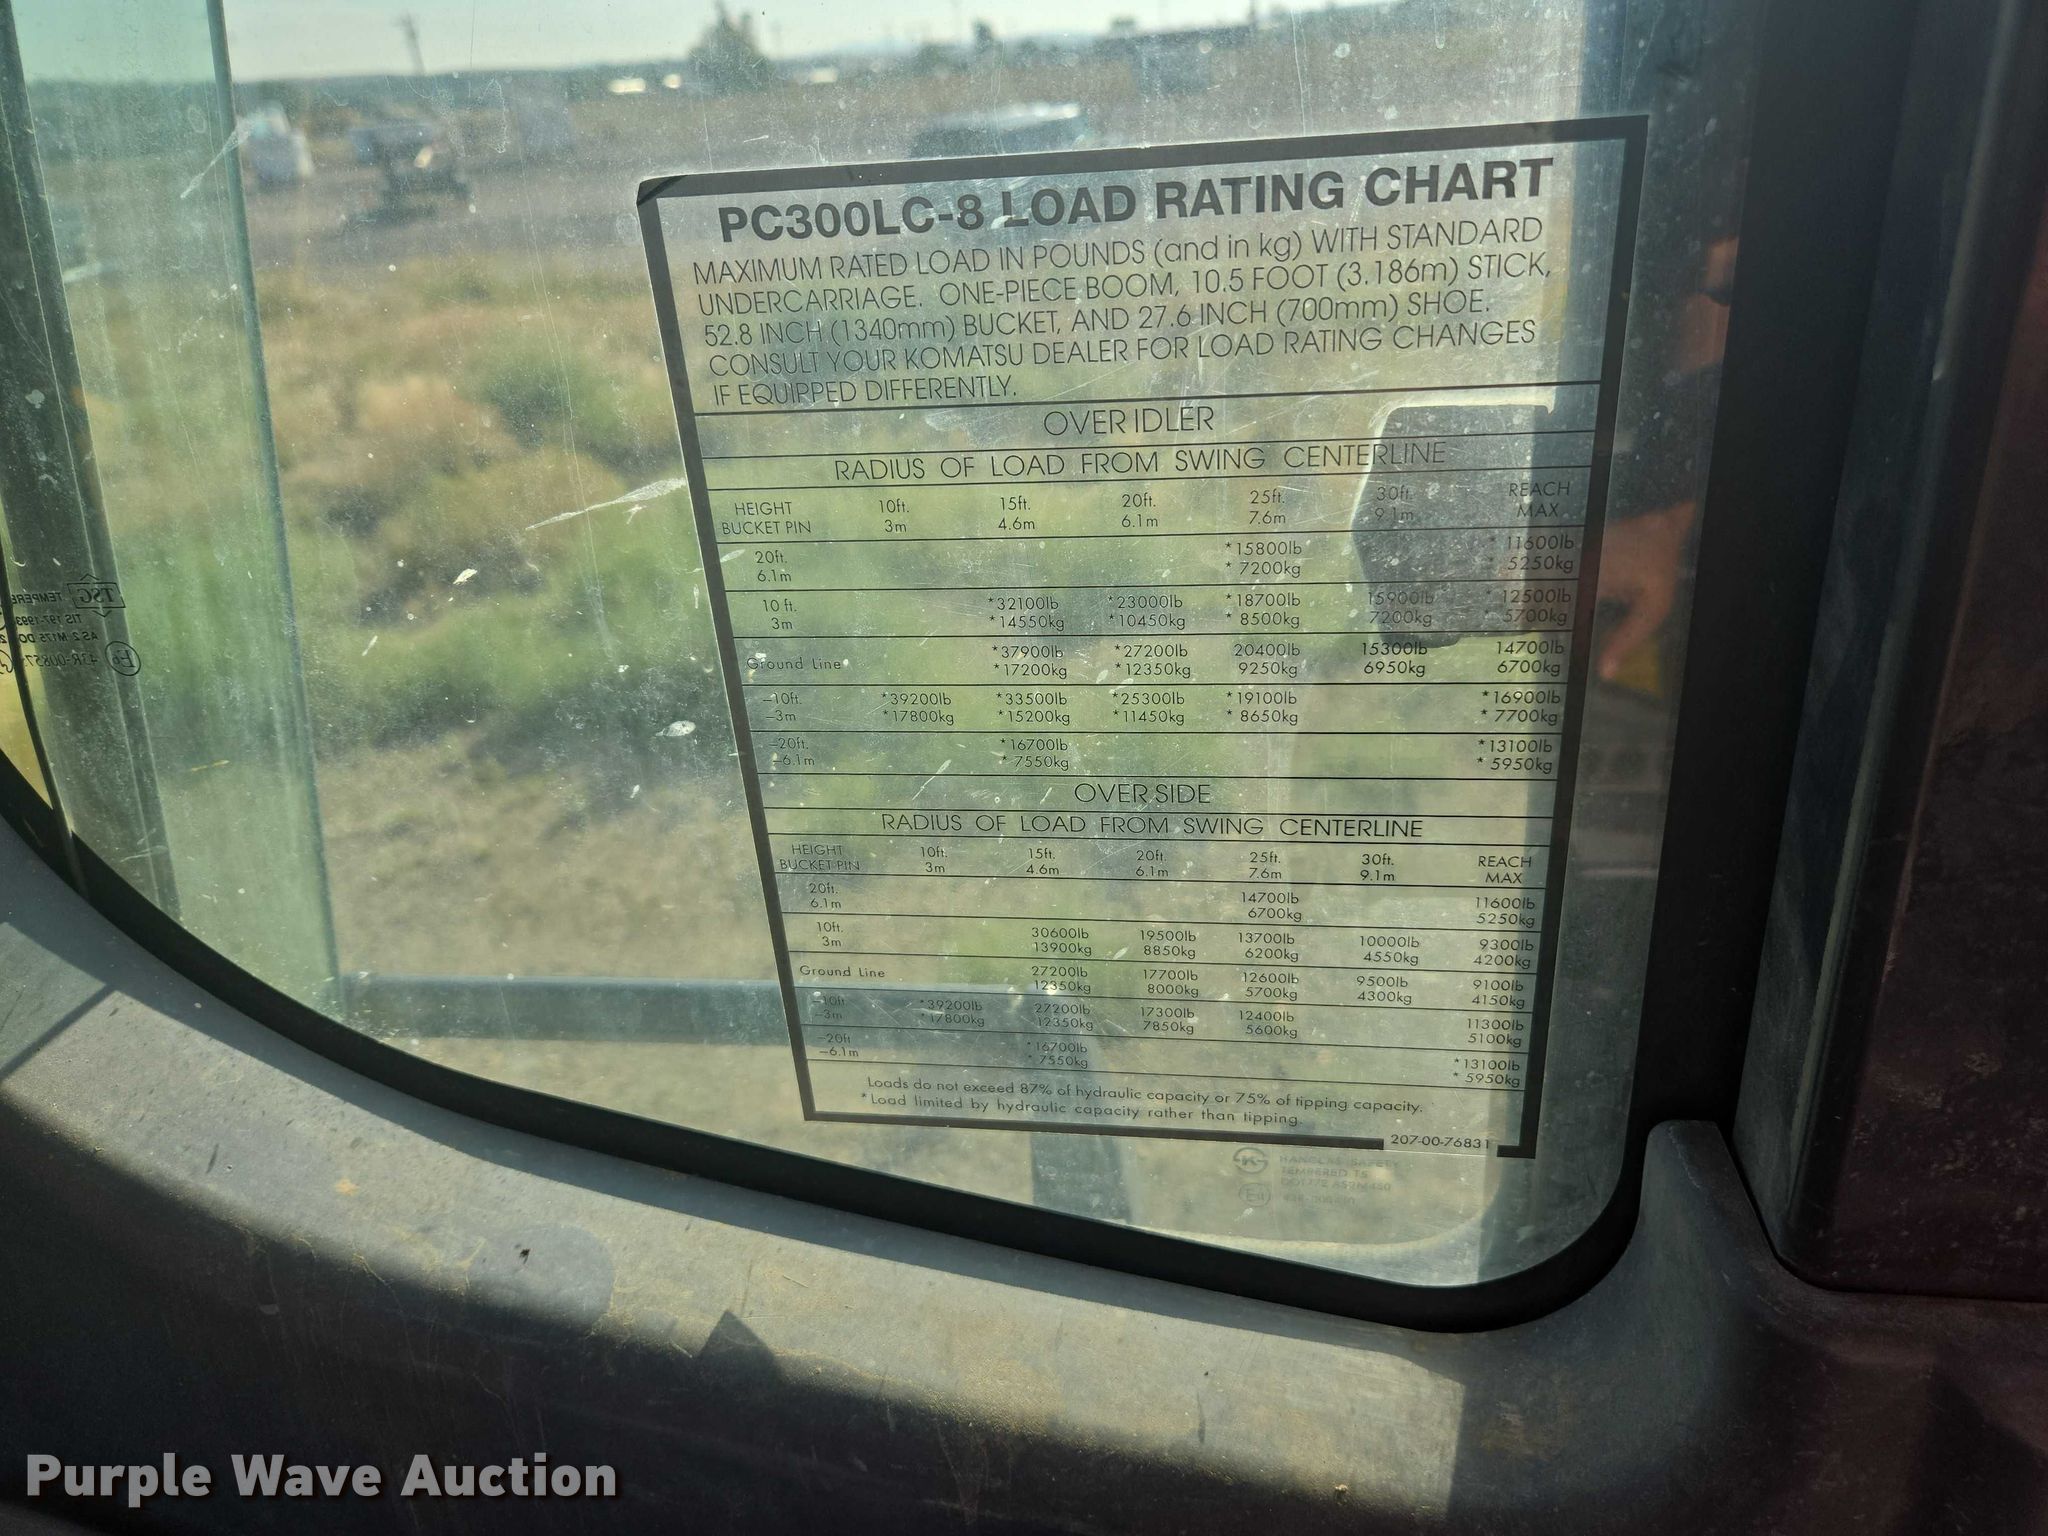 PC300LC-8 LOAD RATING CHART
MAXIMUM RATED LOAD IN POUNDS (and in kg) WITH STANDARD
UNDERCARRIAGE. ONE-PIECE BOOM, 10.5 FOOT (3.186m) STICK,
52.8 INCH (1340mm) BUCKET, AND 27.6 INCH (700mm) SHOE.
CONSULT YOUR KOMATSU DEALER FOR LOAD RATING CHANGES
IF EQUIPPED DIFFERENTLY.
OVER IDLER
RADIUS OF LOAD FROM SWING CENTERLINE
HEIGHT 10ft. 15ft. 20ft. 25ft. 30ft. REACH
BUCKET PIN 3m 4.6m 6.1m 7.6m 9.1m MAX
20ft. *15800lb * 11600lb
6.1m * 7200kg * 5250kg
10 ft. *32100lb *23000lb *18700lb 15900lb * 12500lb
3m *14550kg *10450kg * 8500kg 7200kg * 5700kg
Ground Line *37900lb *27200lb 20400lb 15300lb 14700lb
*17200kg *12350kg 9250kg 6950kg 6700kg
–10ft. *39200lb *33500lb *25300lb *19100lb *16900lb
–3m *17800kg *15200kg *11450kg * 8650kg * 7700kg
–20ft. *16700lb *13100lb
–6.1m * 7550kg * 5950kg
OVER SIDE
RADIUS OF LOAD FROM SWING CENTERLINE
HEIGHT 10ft. 15ft. 20ft. 25ft. 30ft. REACH
BUCKET PIN 3m 4.6m 6.1m 7.6m 9.1m MAX
20ft. 14700lb 11600lb
6.1m 6700kg 5250kg
10ft. 30600lb 19500lb 13700lb 10000lb 9300lb
3m 13900kg 8850kg 6200kg 4550kg 4200kg
Ground Line 27200lb 17700lb 12600lb 9500lb 9100lb
12350kg 8000kg 5700kg 4300kg 4150kg
–10ft. *39200lb 27200lb 17300lb 12400lb 11300lb
–3m *17800kg 12350kg 7850kg 5600kg 5100kg
–20ft *16700lb *13100lb
–6.1m * 7550kg * 5950kg
Loads do not exceed 87% of hydraulic capacity or 75% of tipping capacity.
*Load limited by hydraulic capacity rather than tipping.
207-00-76831
TEMPERED
Purple Wave Auction